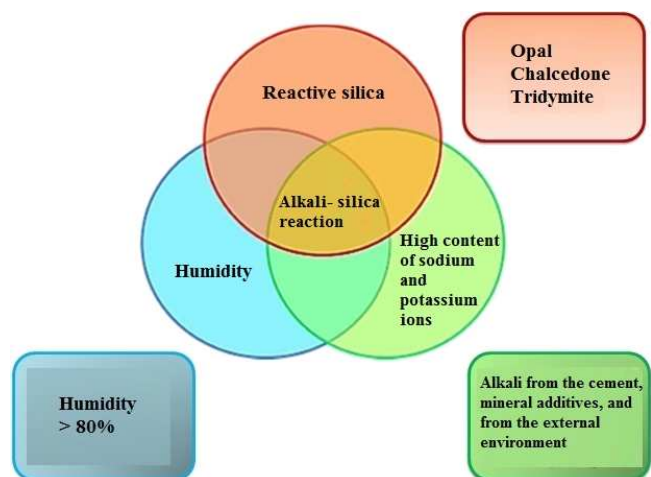 Opal
Chalcedone
Tridymite
Reactive silica
Alkali- silica
reaction
High content
of sodium
and
potassium
ions
Humidity
Humidity
> 80%
Alkali from the cement,
mineral additives, and
from the external
environment